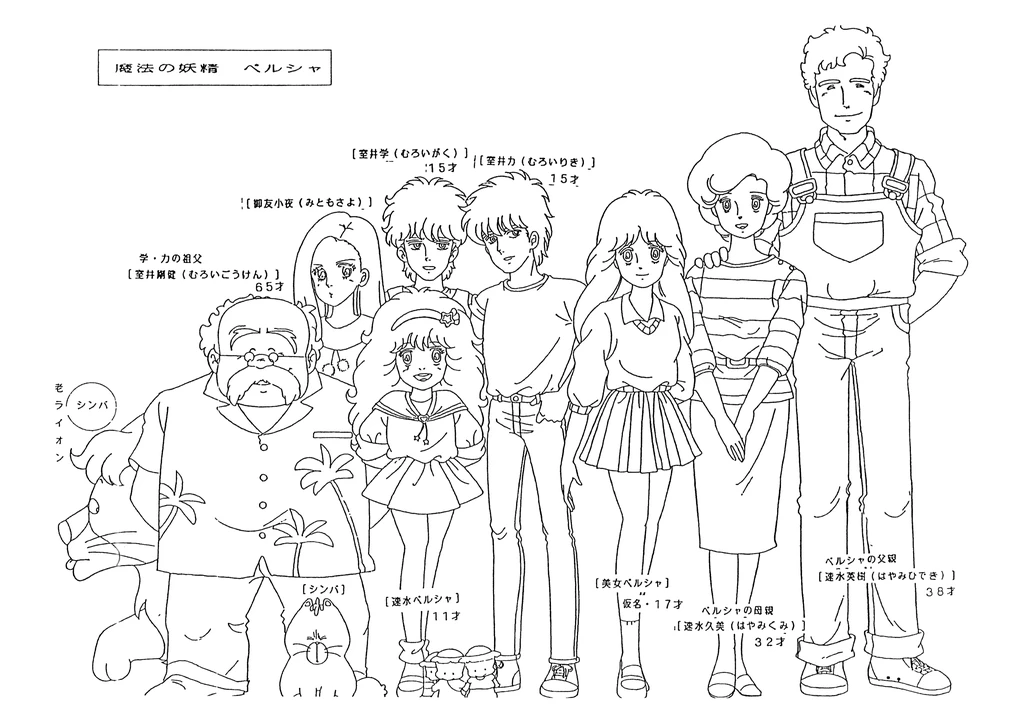 魔法の妖精　ペルシャ
[室井学(むろいがく)]
15才
[室井力(むろいりき)]
15才
[御友小夜(みともさよ)]
学・力の祖父
[室井剛健(むろいごうけん)]
65才
老ライオン
シンバ
[シンバ]
[速水ペルシャ]
11才
[美女ペルシャ]
仮名・17才
ペルシャの母親
[速水久美(はやみくみ)]
32才
ペルシャの父親
[速水英樹(はやみひでき)]
38才